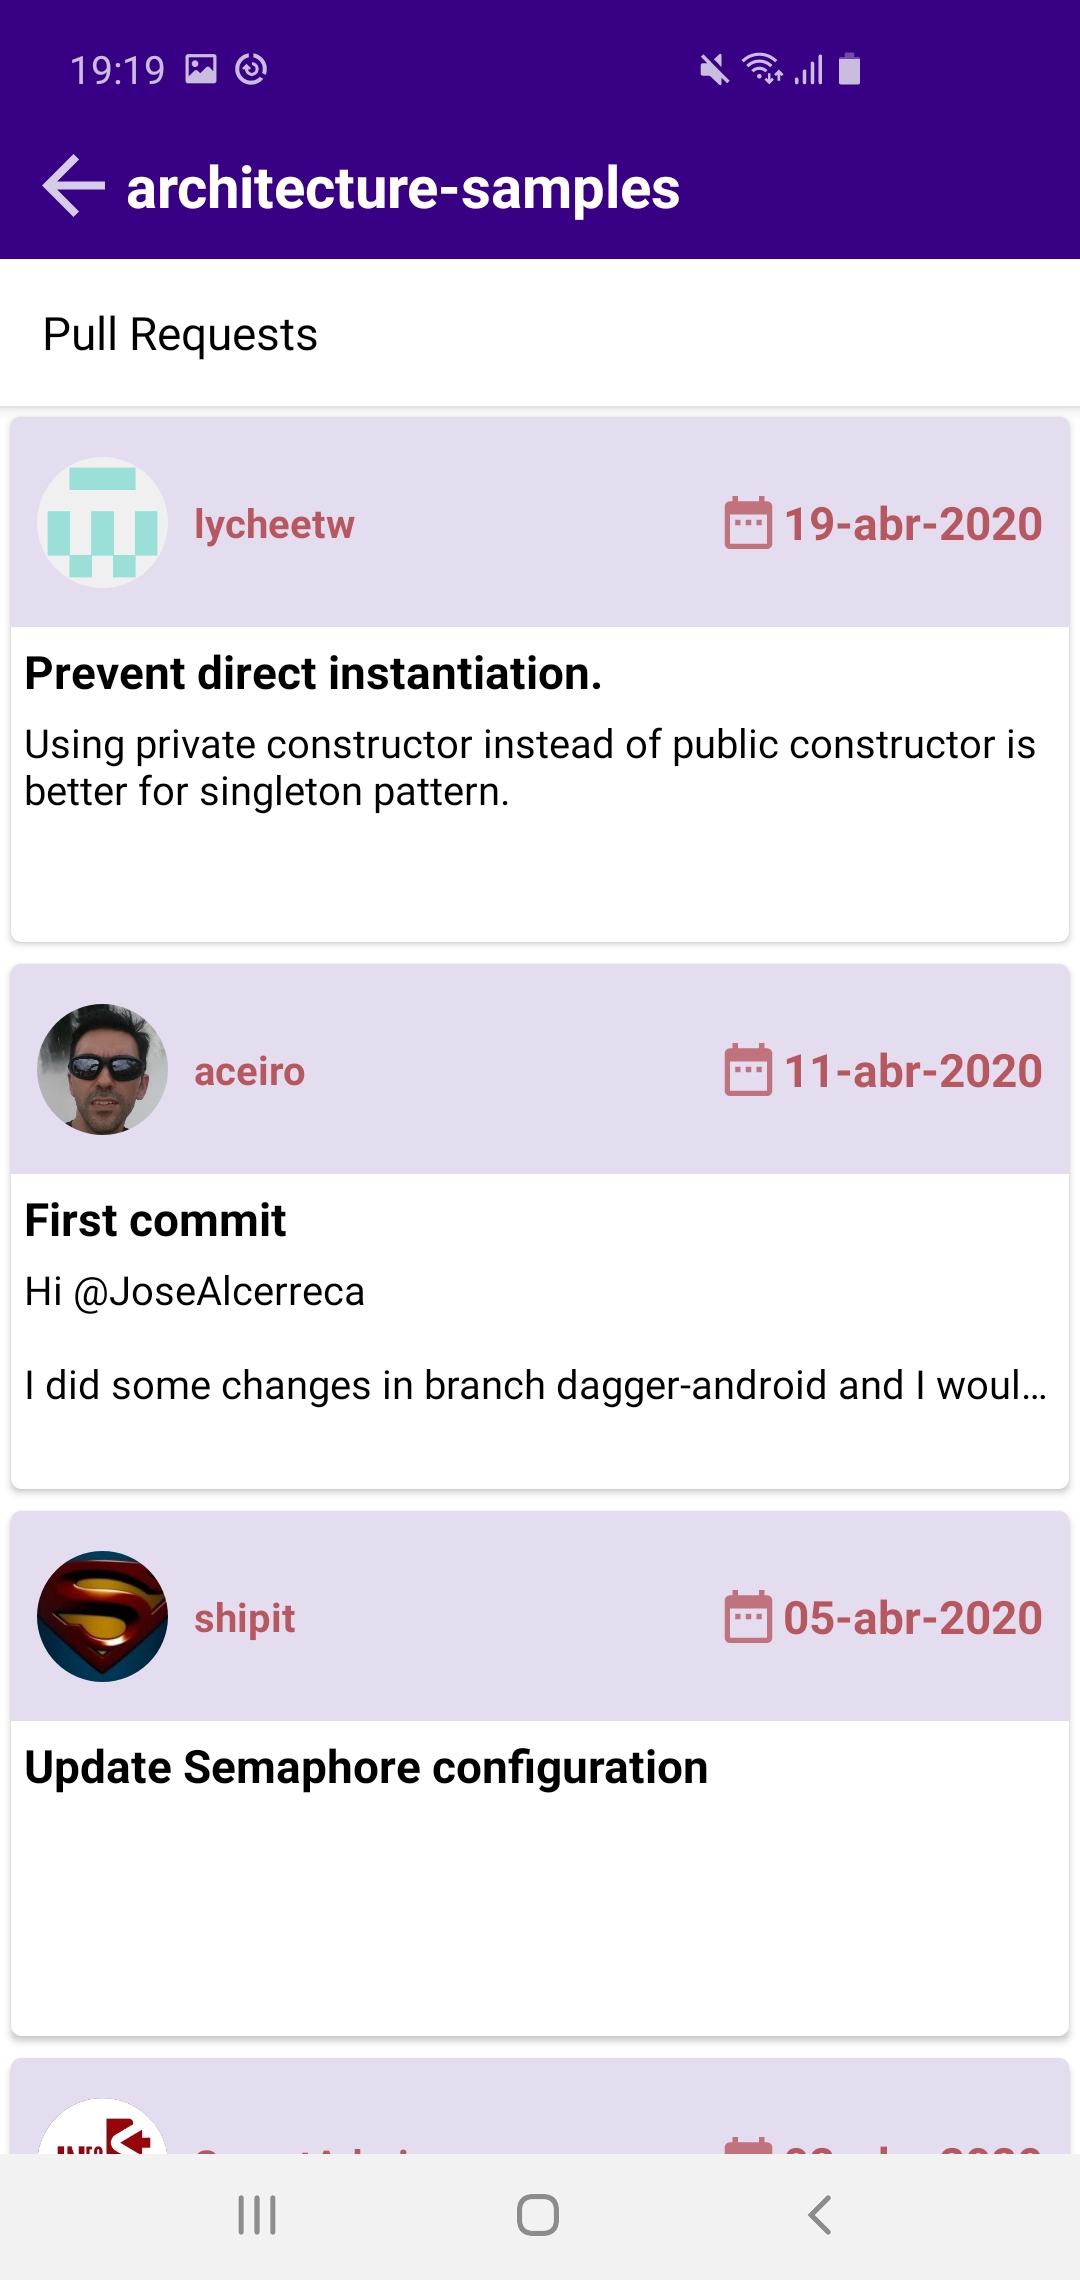 19:19
architecture-samples
Pull Requests
lycheetw
19-abr-2020
Prevent direct instantiation.
Using private constructor instead of public constructor is
better for singleton pattern.
aceiro
11-abr-2020
First commit
Hi @JoseAlcerreca
I did some changes in branch dagger-android and I woul...
shipit
05-abr-2020
Update Semaphore configuration